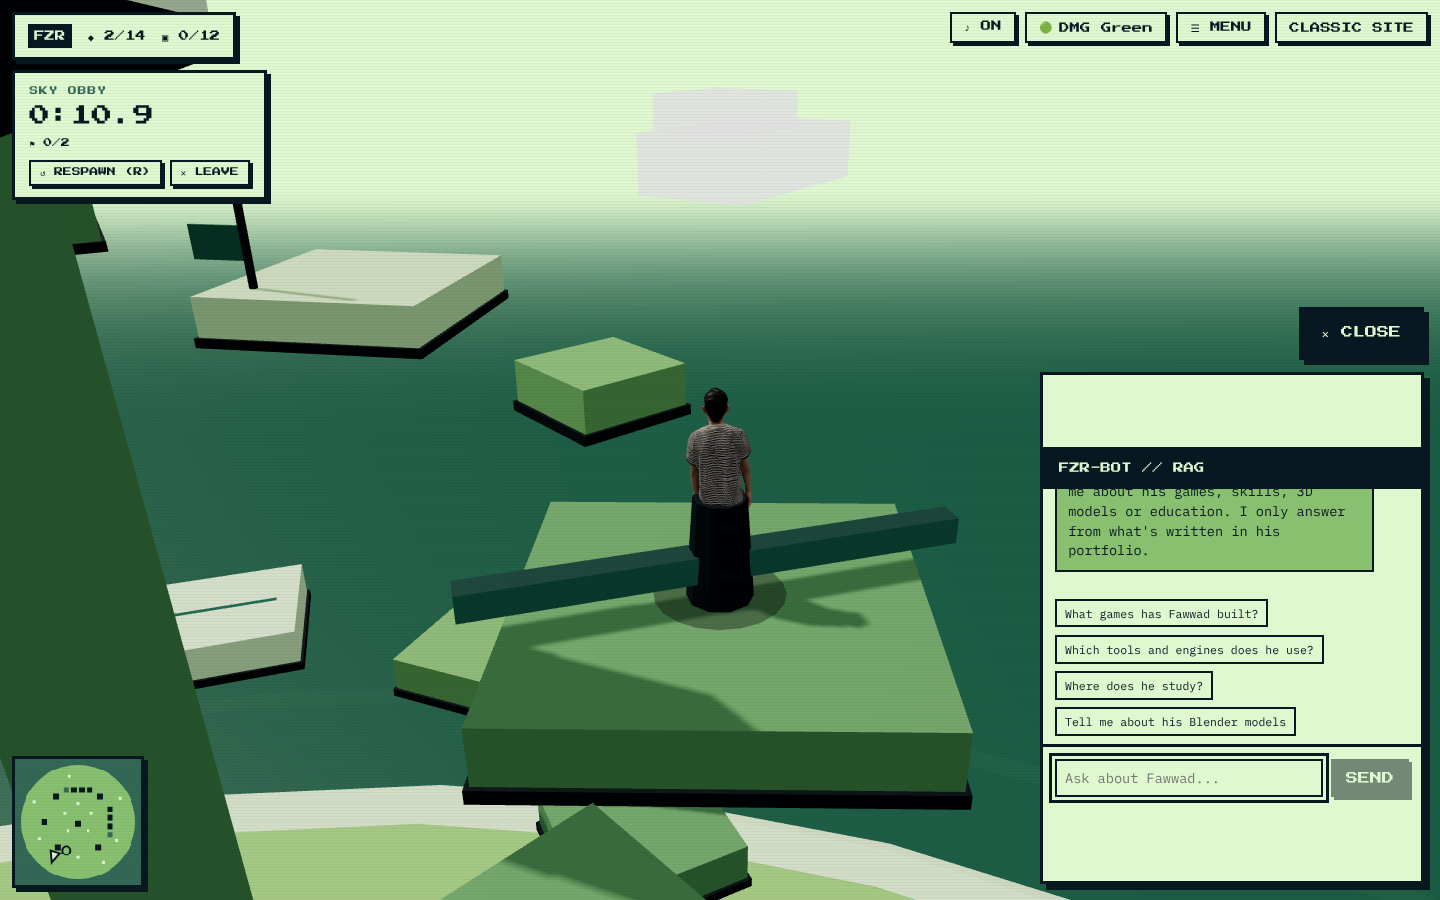 FZR ◆ 2/14 ▣ 0/12
♪ ON
DMG Green
☰ MENU
CLASSIC SITE
SKY OBBY
0:10.9
⚑ 0/2
↺ RESPAWN (R)
✕ LEAVE
✕ CLOSE
FZR-BOT // RAG
me about his games, skills, 3D
models or education. I only answer
from what's written in his
portfolio.
What games has Fawwad built?
Which tools and engines does he use?
Where does he study?
Tell me about his Blender models
Ask about Fawwad...
SEND